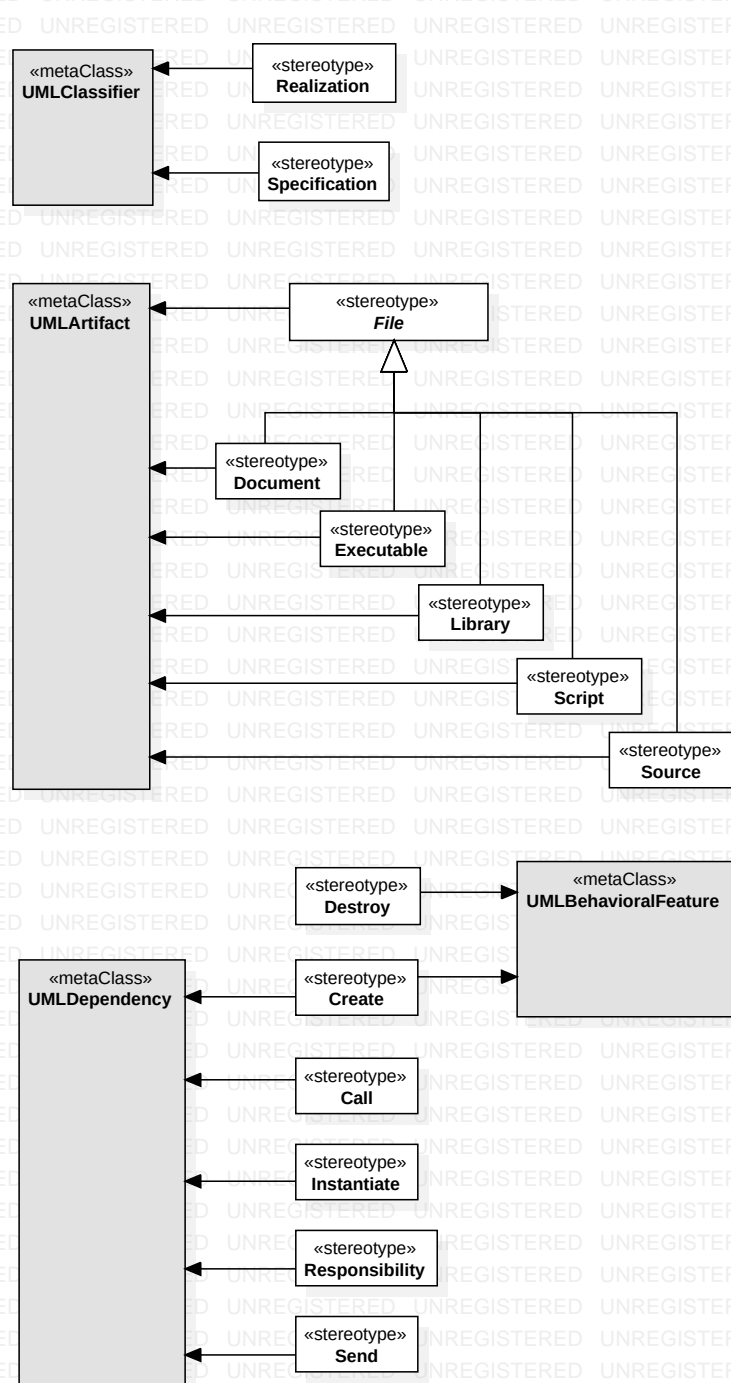 «metaClass»
UMLClassifier
«stereotype»
Realization
«stereotype»
Specification
«metaClass»
UMLArtifact
«stereotype»
File
«stereotype»
Document
«stereotype»
Executable
«stereotype»
Library
«stereotype»
Script
«stereotype»
Source
«stereotype»
Destroy
«metaClass»
UMLBehavioralFeature
«metaClass»
UMLDependency
«stereotype»
Create
«stereotype»
Call
«stereotype»
Instantiate
«stereotype»
Responsibility
«stereotype»
Send
UNREGISTERED